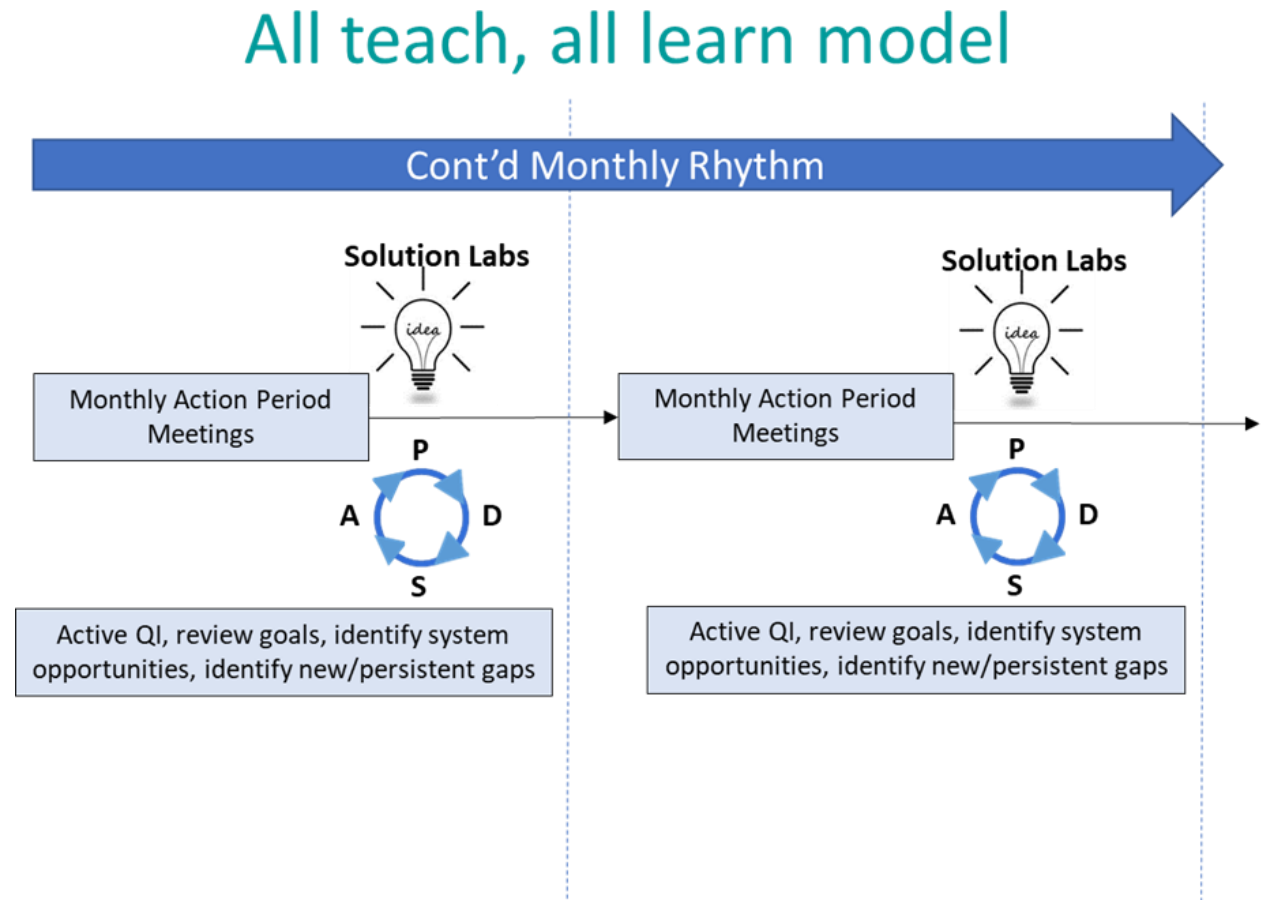 All teach, all learn model
Cont’d Monthly Rhythm
Solution Labs
idea
Monthly Action Period
Meetings
P
A
D
S
Active QI, review goals, identify system
opportunities, identify new/persistent gaps
Solution Labs
idea
Monthly Action Period
Meetings
P
A
D
S
Active QI, review goals, identify system
opportunities, identify new/persistent gaps